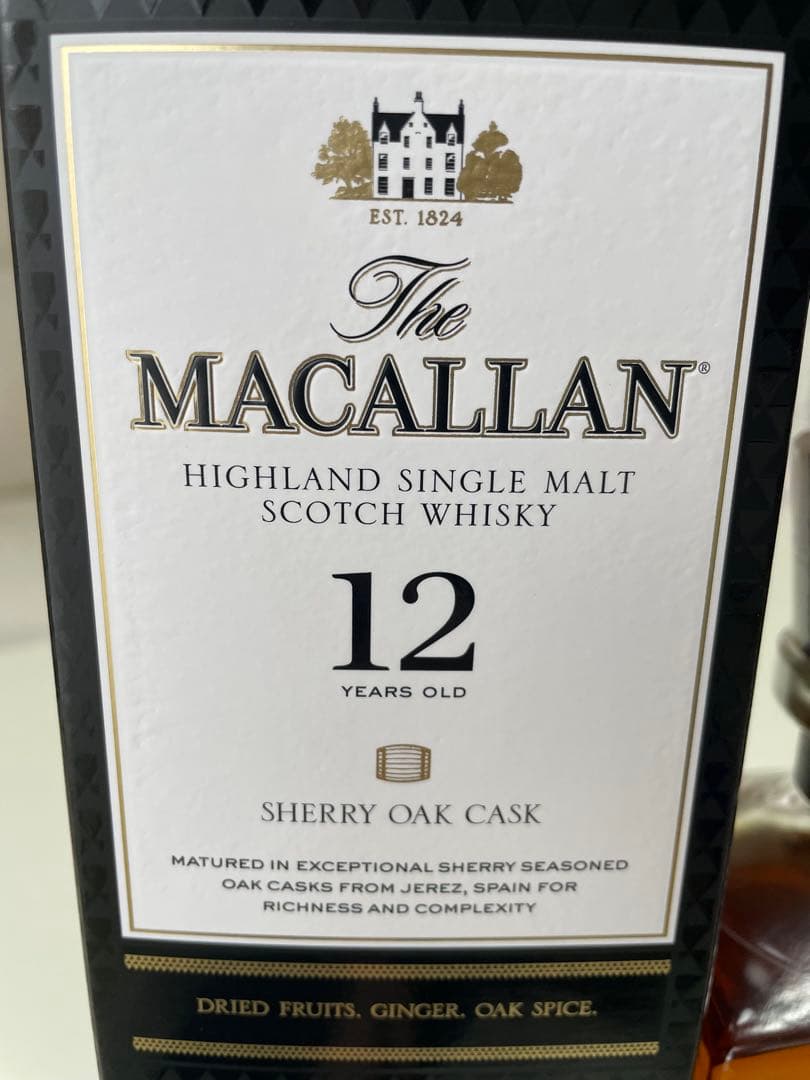 EST. 1824
The
MACALLAN®
HIGHLAND SINGLE MALT
SCOTCH WHISKY
12
YEARS OLD
SHERRY OAK CASK
MATURED IN EXCEPTIONAL SHERRY SEASONED
OAK CASKS FROM JEREZ, SPAIN FOR
RICHNESS AND COMPLEXITY
DRIED FRUITS. GINGER. OAK SPICE.